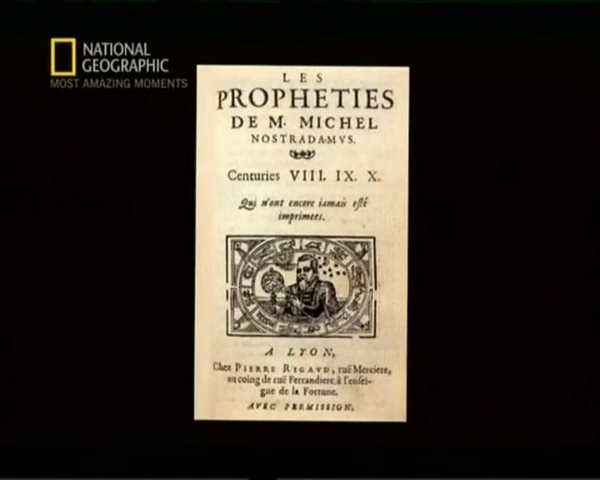 NATIONAL
GEOGRAPHIC
MOST AMAZING MOMENTS
LES
PROPHETIES
DE M. MICHEL
NOSTRADAMVS.
Centuries VIII. IX. X.
Qui n'ont encore iamais esté
imprimees.
A LYON,
Chez PIERRE RIGAVD, ruë Merciere,
au coing de ruë Ferrandiere à l'ensei-
gne de la Fortune.
AVEC PERMISSION.